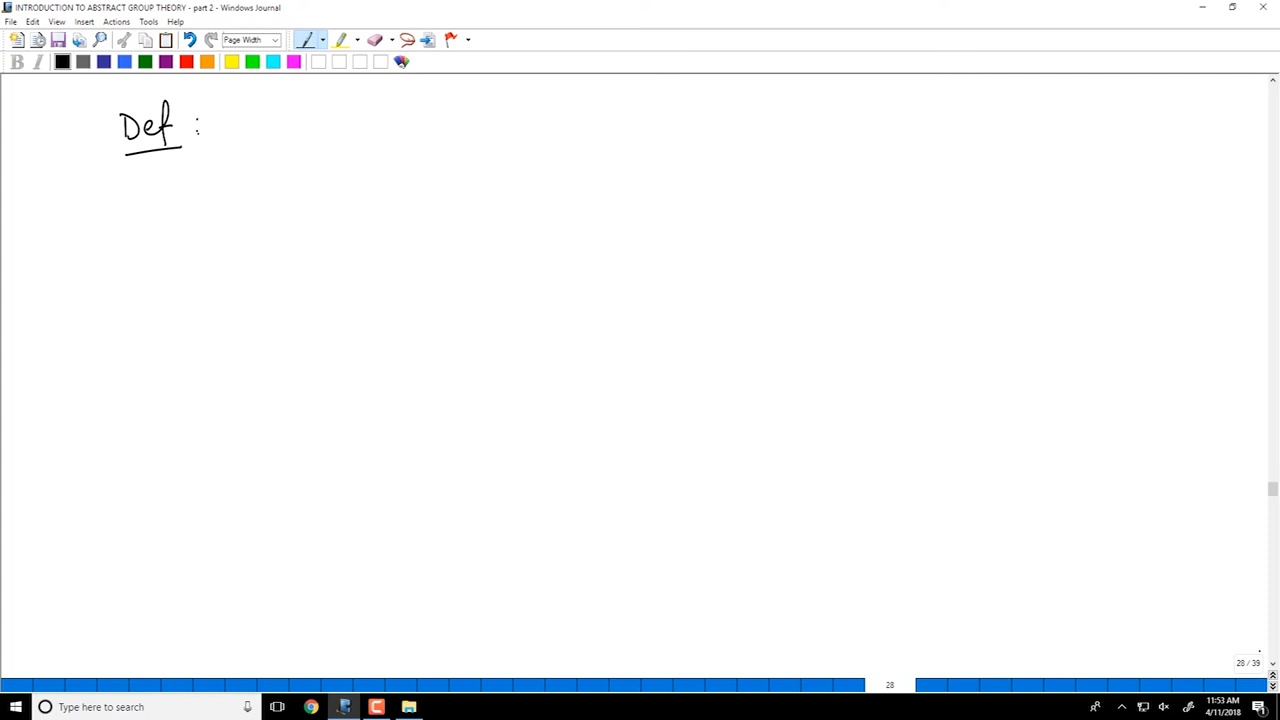 INTRODUCTION TO ABSTRACT GROUP THEORY - part 2 - Windows Journal
File Edit View Insert Actions Tools Help
Page Width
B I
Def :
28 / 39
28
Type here to search
11:53 AM
4/11/2018